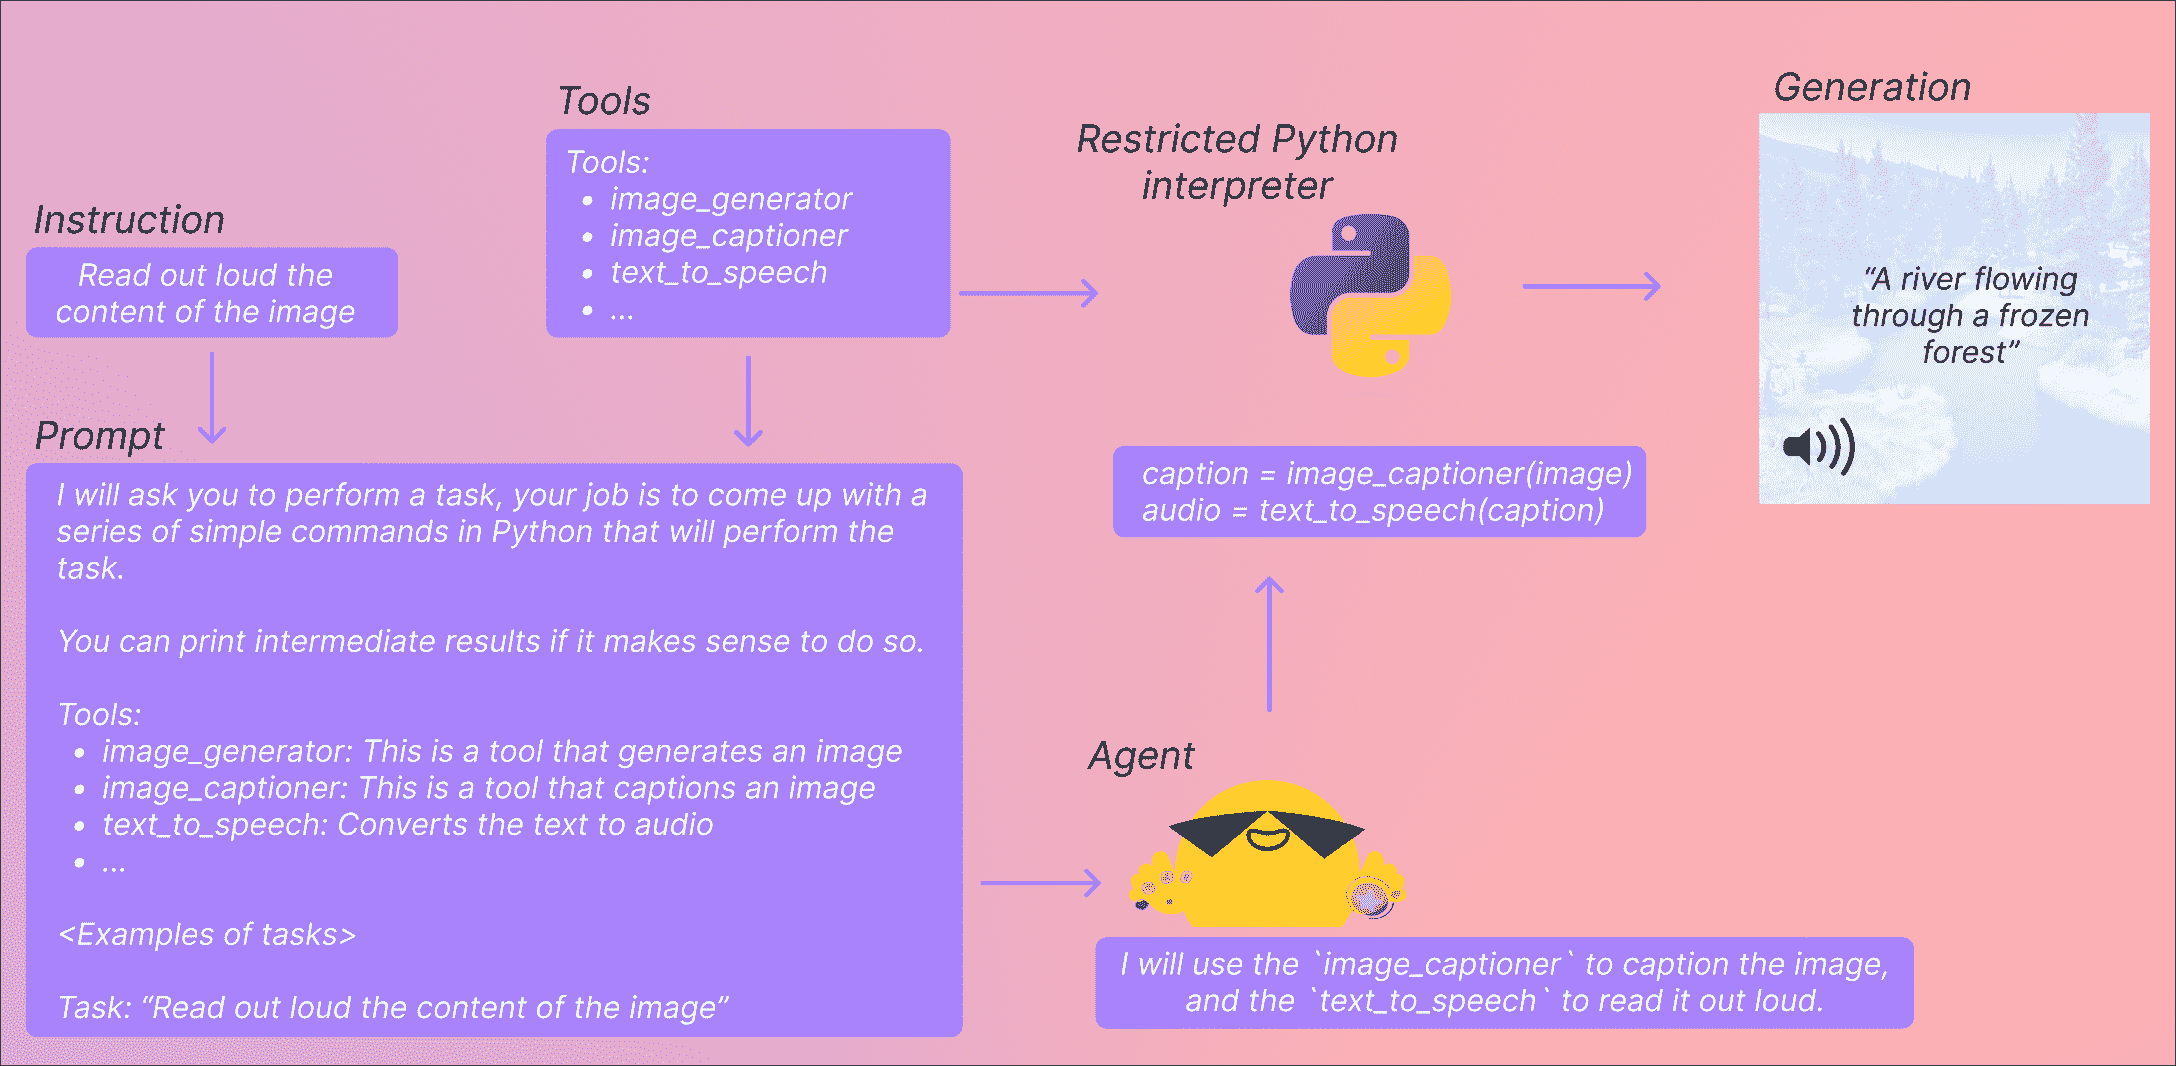 Instruction
Read out loud the
content of the image
Tools
Tools:
• image_generator
• image_captioner
• text_to_speech
• ...
Prompt
I will ask you to perform a task, your job is to come up with a
series of simple commands in Python that will perform the
task.
You can print intermediate results if it makes sense to do so.
Tools:
• image_generator: This is a tool that generates an image
• image_captioner: This is a tool that captions an image
• text_to_speech: Converts the text to audio
• ...
<Examples of tasks>
Task: “Read out loud the content of the image”
Restricted Python
interpreter
caption = image_captioner(image)
audio = text_to_speech(caption)
Agent
I will use the `image_captioner` to caption the image,
and the `text_to_speech` to read it out loud.
Generation
“A river flowing
through a frozen
forest”